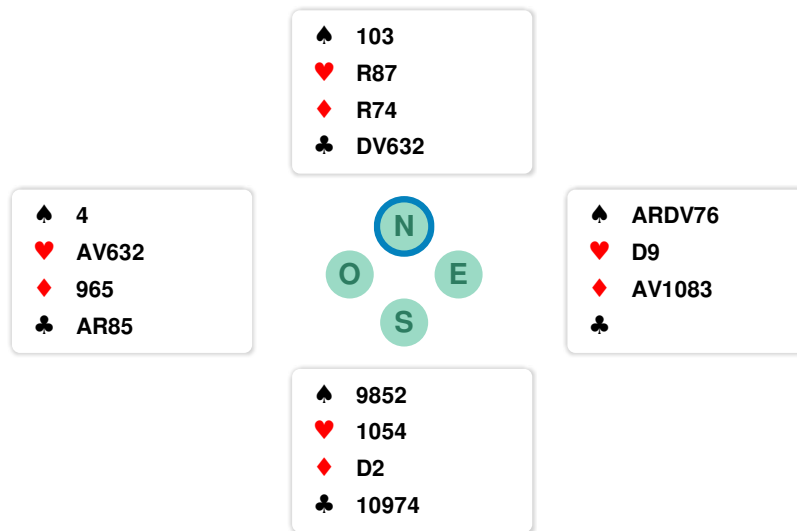 ♠ 103
♥ R87
♦ R74
♣ DV632
♠ 4
♥ AV632
♦ 965
♣ AR85
N
O E
S
♠ ARDV76
♥ D9
♦ AV1083
♣
♠ 9852
♥ 1054
♦ D2
♣ 10974